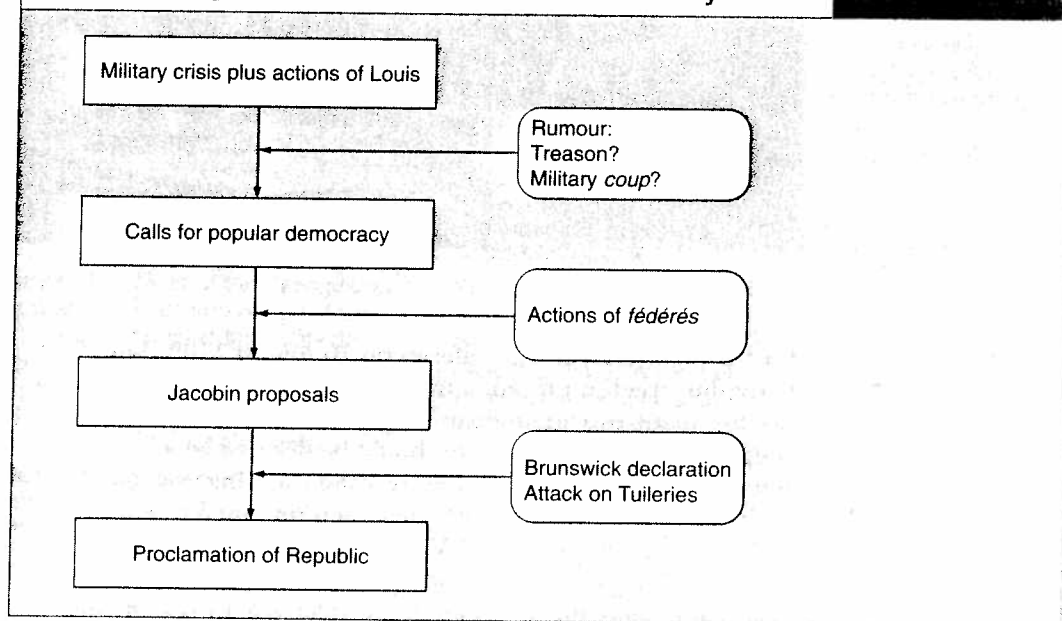 Military crisis plus actions of Louis
Rumour:
Treason?
Military coup?
Calls for popular democracy
Actions of fédérés
Jacobin proposals
Brunswick declaration
Attack on Tuileries
Proclamation of Republic